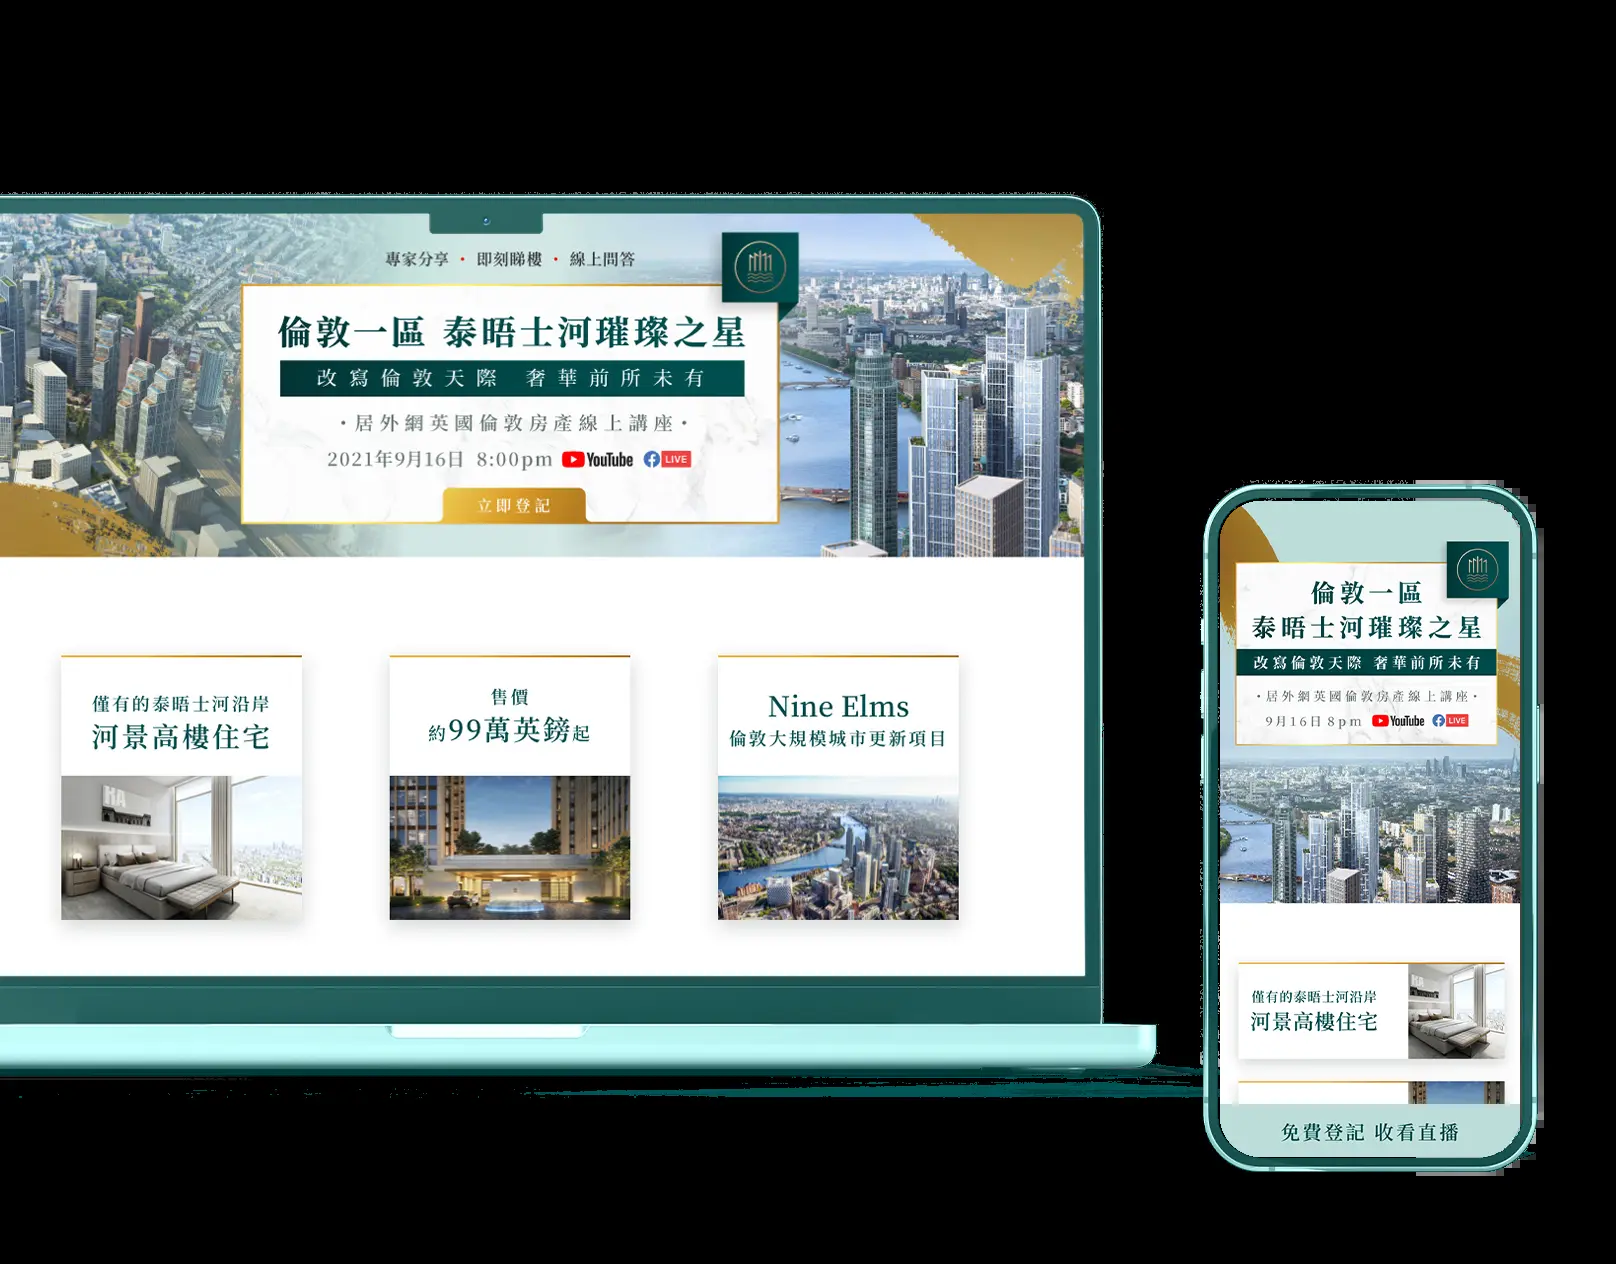 專家分享 • 即刻睇樓 • 線上問答
倫敦一區 泰晤士河璀璨之星
改寫倫敦天際 奢華前所未有
・居外網英國倫敦房產線上講座・
2021年9月16日 8:00pm YouTube LIVE
立即登記
僅有的泰晤士河沿岸
河景高樓住宅
售價
約99萬英鎊起
Nine Elms
倫敦大規模城市更新項目
倫敦一區
泰晤士河璀璨之星
改寫倫敦天際 奢華前所未有
・居外網英國倫敦房產線上講座・
9月16日 8pm YouTube LIVE
僅有的泰晤士河沿岸
河景高樓住宅
免費登記 收看直播